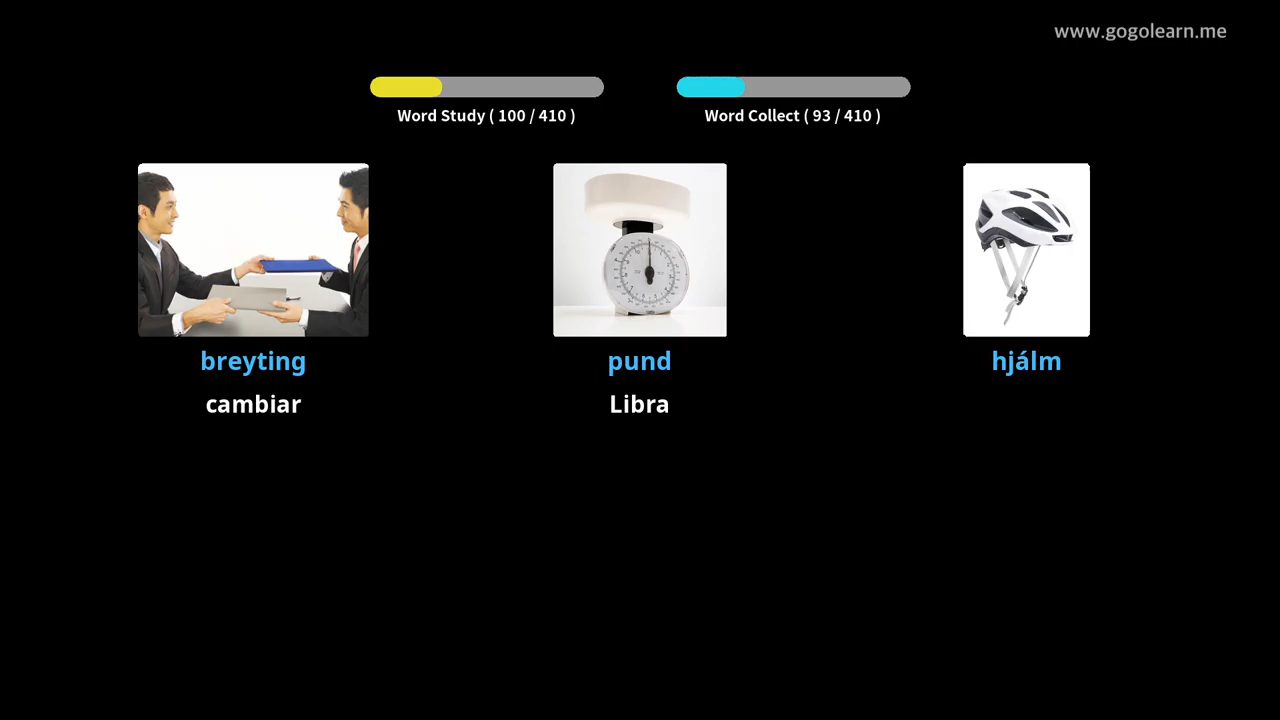 www.gogolearn.me
Word Study ( 100 / 410 )
Word Collect ( 93 / 410 )
breyting
pund
hjálm
cambiar
Libra